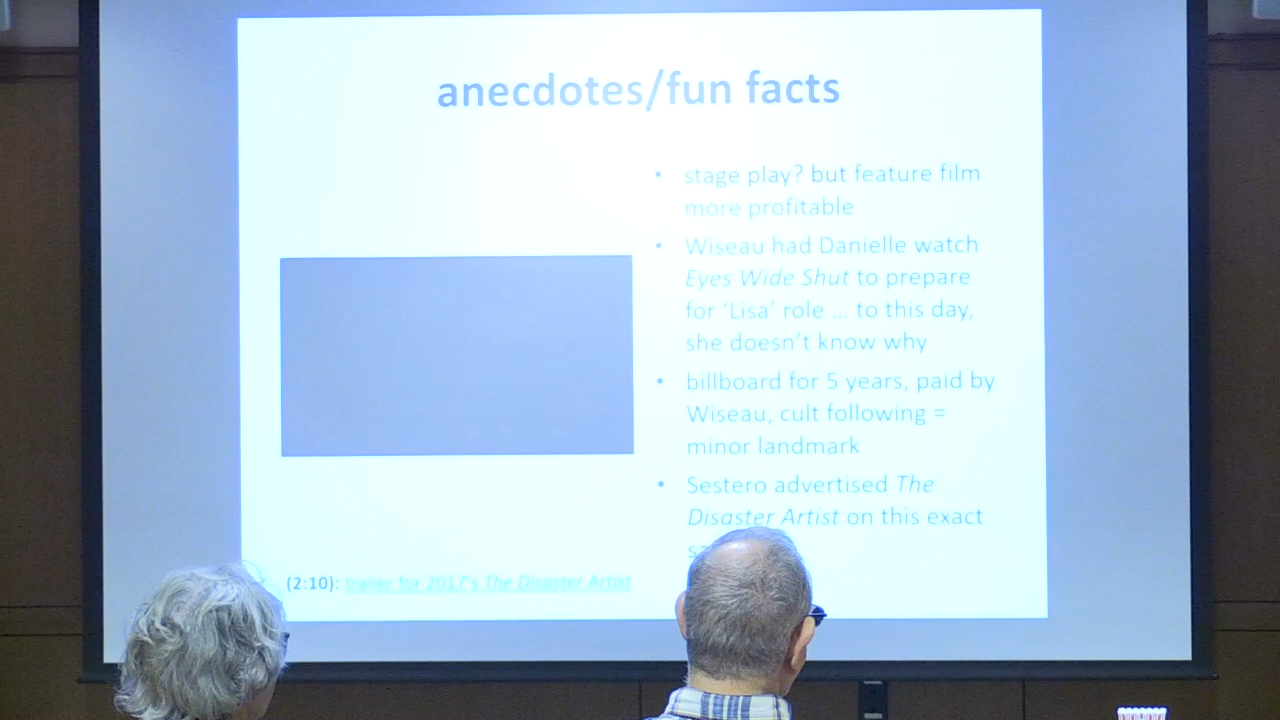 anecdotes/fun facts
• stage play? but feature film
more profitable
• Wiseau had Danielle watch
Eyes Wide Shut to prepare
for ‘Lisa’ role ... to this day,
she doesn’t know why
• billboard for 5 years, paid by
Wiseau, cult following =
minor landmark
• Sestero advertised The
Disaster Artist on this exact
(2:10): trailer for 2017’s The Disaster Artist